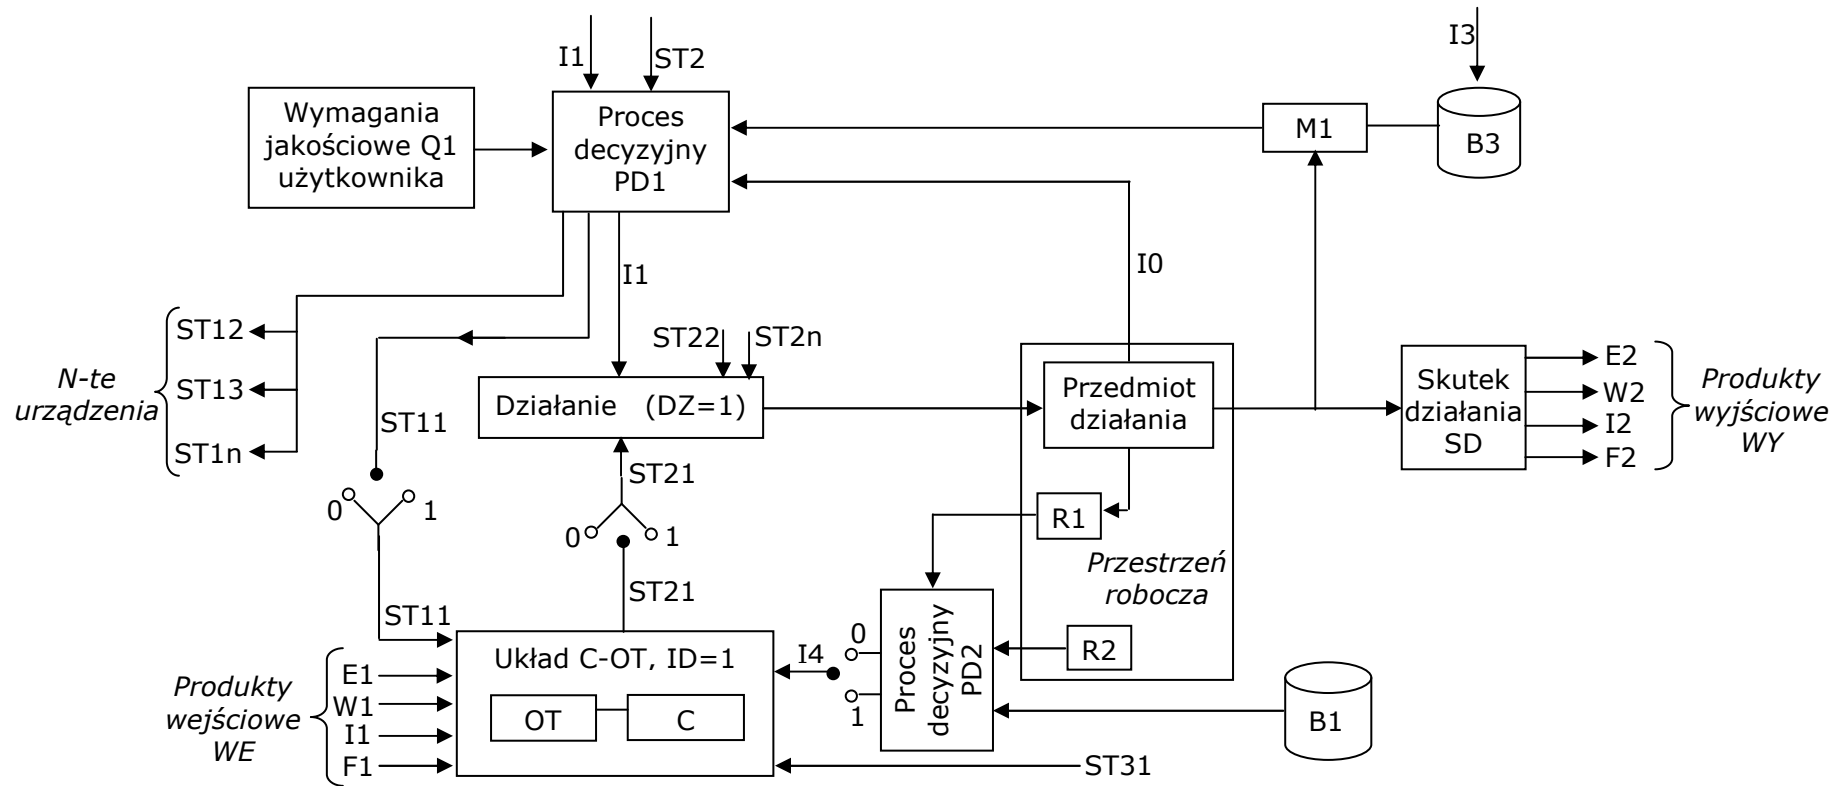 I1
ST2
I3
Wymagania
jakościowe Q1
użytkownika
Proces
decyzyjny
PD1
M1
B3
I1
I0
N-te
urządzenia
ST12
ST13
ST1n
ST11
0
1
ST11
ST22
ST2n
Działanie (DZ=1)
ST21
0
1
ST21
Przedmiot
działania
R1
Przestrzeń
robocza
R2
Skutek
działania
SD
E2
W2
I2
F2
Produkty
wyjściowe
WY
Produkty
wejściowe
WE
E1
W1
I1
F1
Układ C-OT, ID=1
OT
C
I4
0
1
Proces
decyzyjny
PD2
B1
ST31